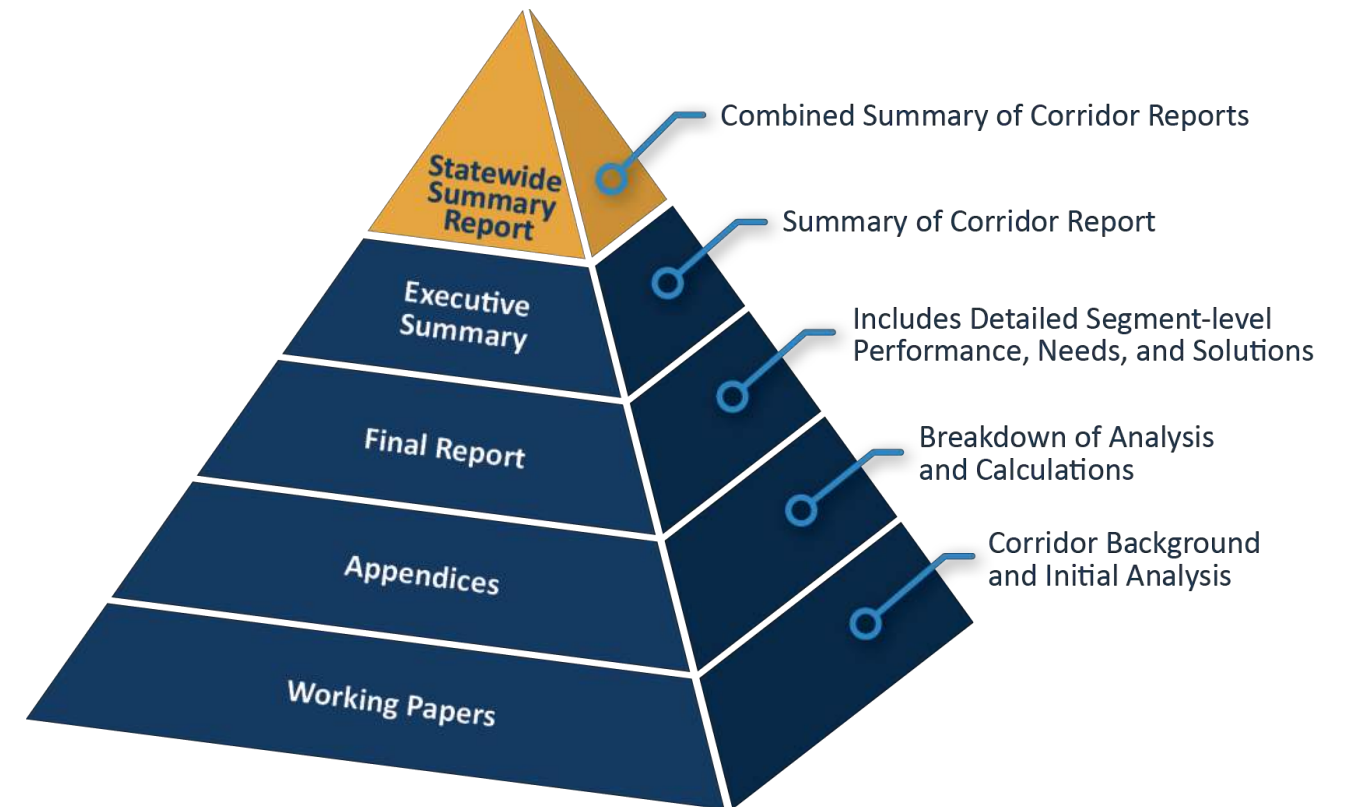 Combined Summary of Corridor Reports
Statewide
Summary
Report
Summary of Corridor Report
Executive
Summary
Includes Detailed Segment-level
Performance, Needs, and Solutions
Final Report
Breakdown of Analysis
and Calculations
Appendices
Corridor Background
and Initial Analysis
Working Papers